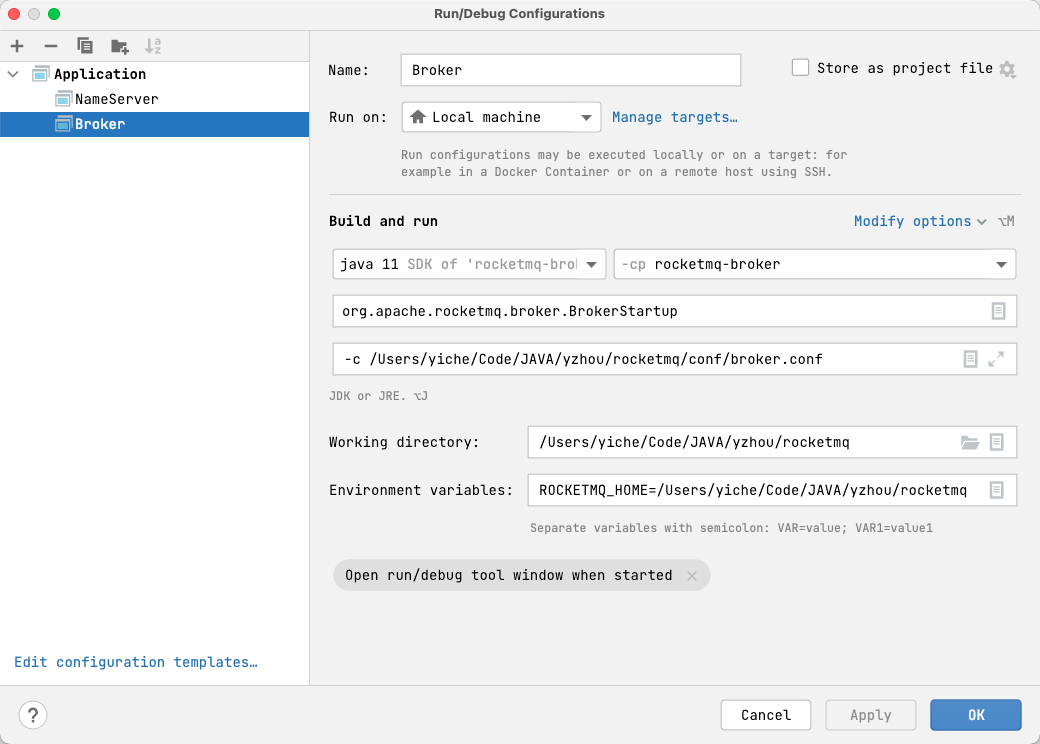 Run/Debug Configurations
Application
NameServer
Broker
Edit configuration templates…
Name: Broker
Store as project file
Run on: Local machine Manage targets…
Run configurations may be executed locally or on a target: for
example in a Docker Container or on a remote host using SSH.
Build and run Modify options ⌥M
java 11 SDK of 'rocketmq-bro
-cp rocketmq-broker
org.apache.rocketmq.broker.BrokerStartup
-c /Users/yiche/Code/JAVA/yzhou/rocketmq/conf/broker.conf
JDK or JRE. ⌥J
Working directory: /Users/yiche/Code/JAVA/yzhou/rocketmq
Environment variables: ROCKETMQ_HOME=/Users/yiche/Code/JAVA/yzhou/rocketmq
Separate variables with semicolon: VAR=value; VAR1=value1
Open run/debug tool window when started
? Cancel Apply OK